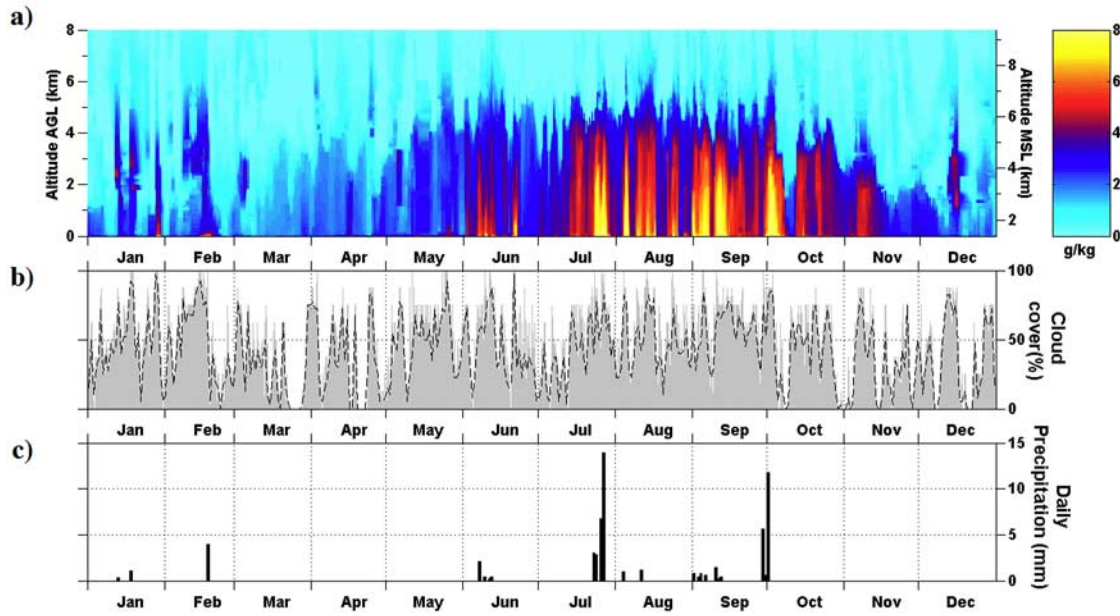 a)
8
6
4
2
0
Altitude AGL (km)
8
6
4
2
Altitude MSL (km)
8
6
4
2
0
g/kg
Jan Feb Mar Apr May Jun Jul Aug Sep Oct Nov Dec
b)
100
50
0
Cloud
cover(%)
Jan Feb Mar Apr May Jun Jul Aug Sep Oct Nov Dec
c)
15
10
5
0
Daily
Precipitation (mm)
Jan Feb Mar Apr May Jun Jul Aug Sep Oct Nov Dec